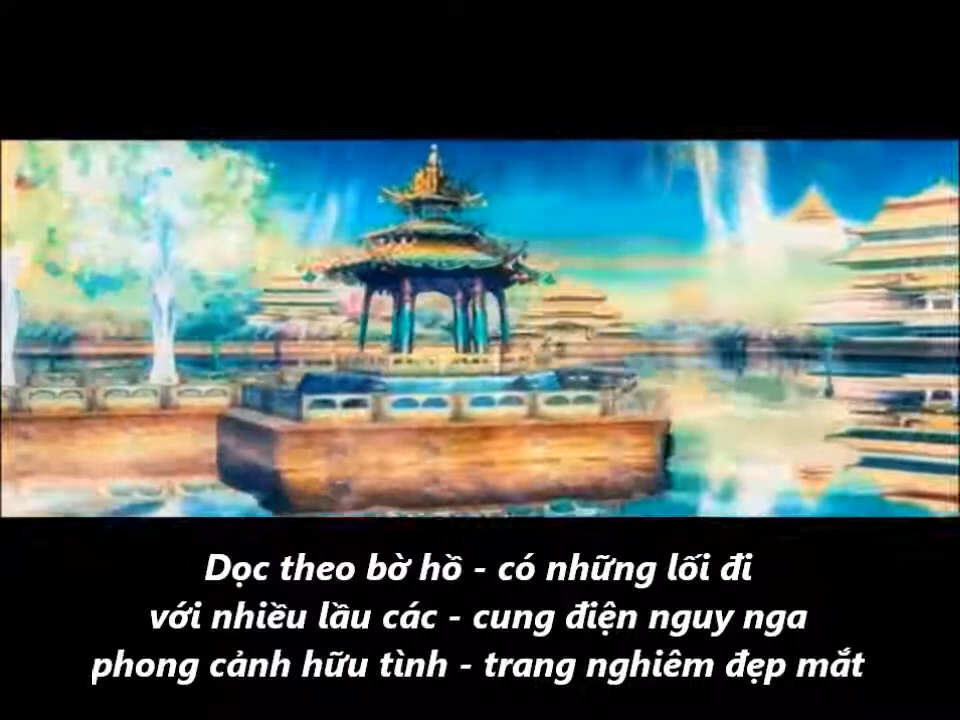 Dọc theo bờ hồ - có những lối đi
với nhiều lầu các - cung điện nguy nga
phong cảnh hữu tình - trang nghiêm đẹp mắt